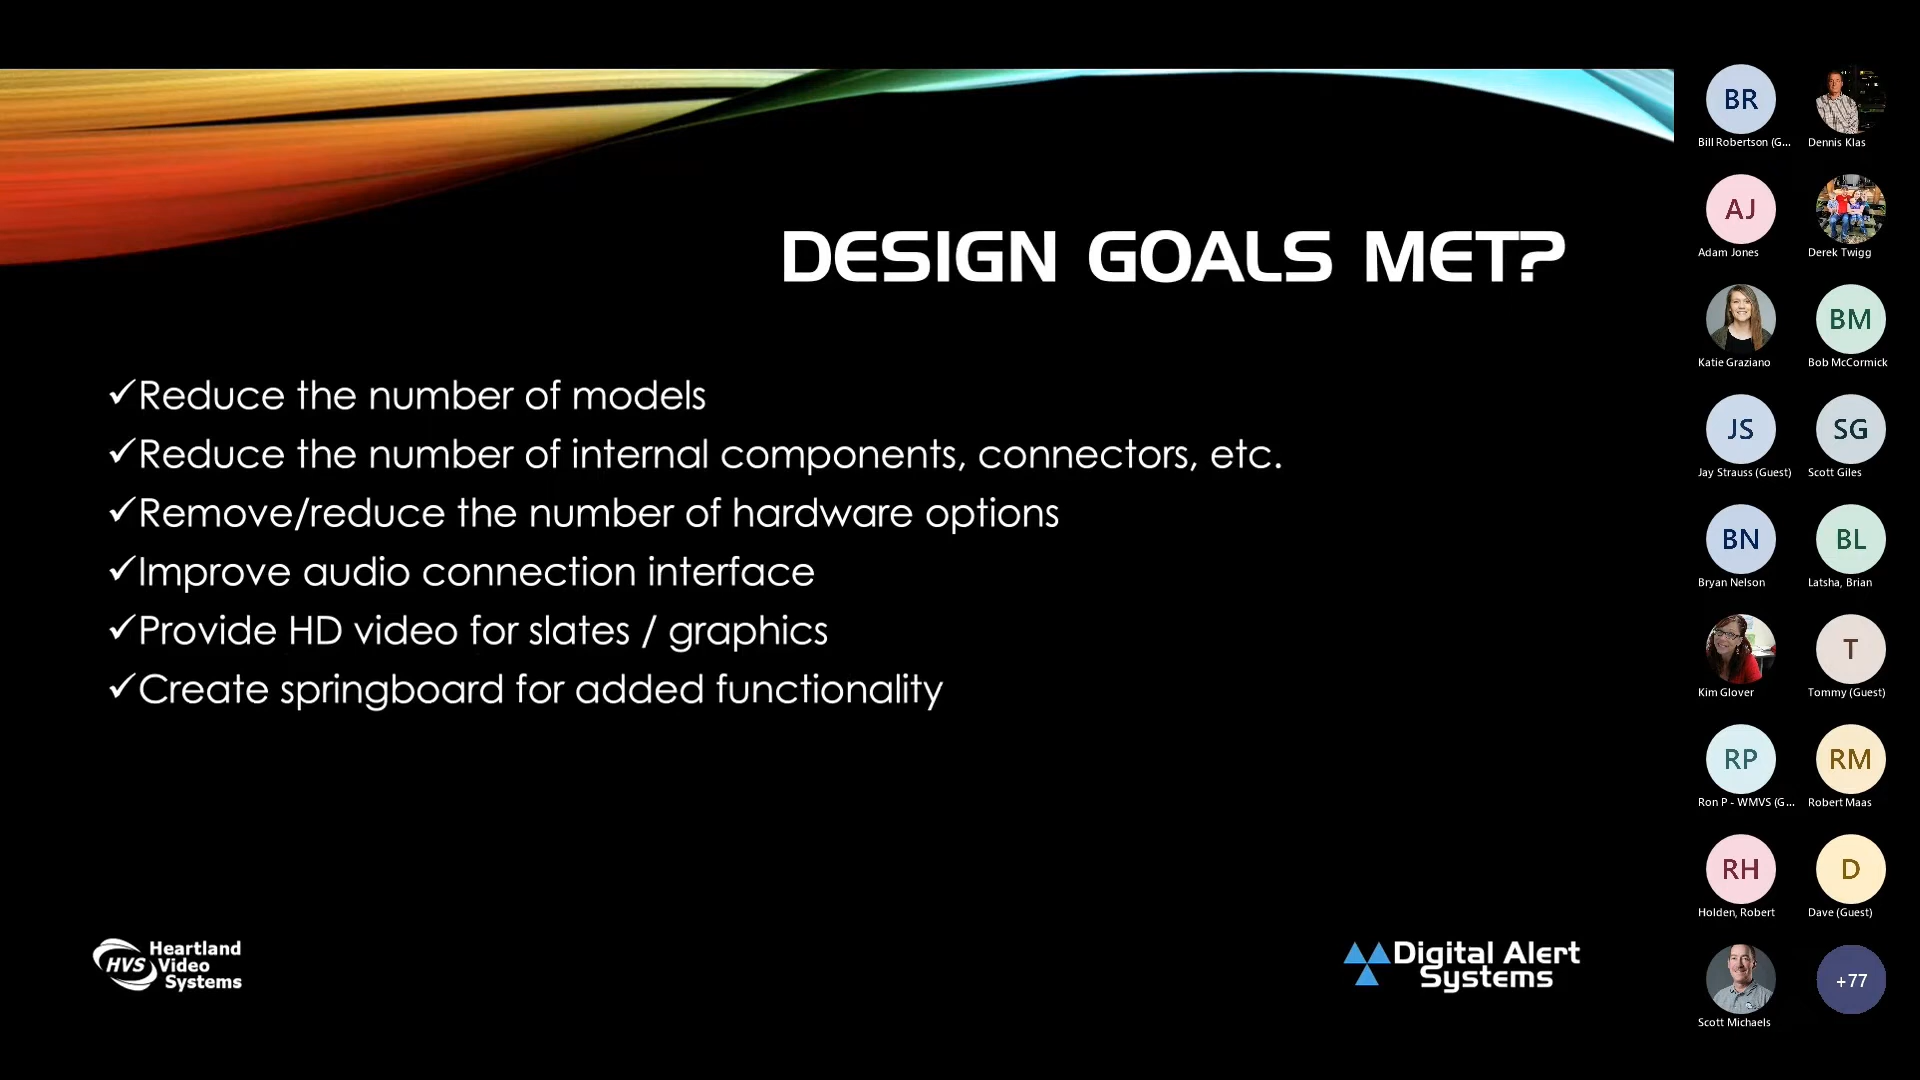 DESIGN GOALS MET?
✓Reduce the number of models
✓Reduce the number of internal components, connectors, etc.
✓Remove/reduce the number of hardware options
✓Improve audio connection interface
✓Provide HD video for slates / graphics
✓Create springboard for added functionality
HVS
Heartland
Video
Systems
Digital Alert
Systems
BR
Bill Robertson (G...
Dennis Klas
AJ
Adam Jones
Derek Twigg
Katie Graziano
BM
Bob McCormick
JS
Jay Strauss (Guest)
SG
Scott Giles
BN
Bryan Nelson
BL
Latsha, Brian
Kim Glover
T
Tommy (Guest)
RP
Ron P - WMVS (G...
RM
Robert Maas
RH
Holden, Robert
D
Dave (Guest)
Scott Michaels
+77